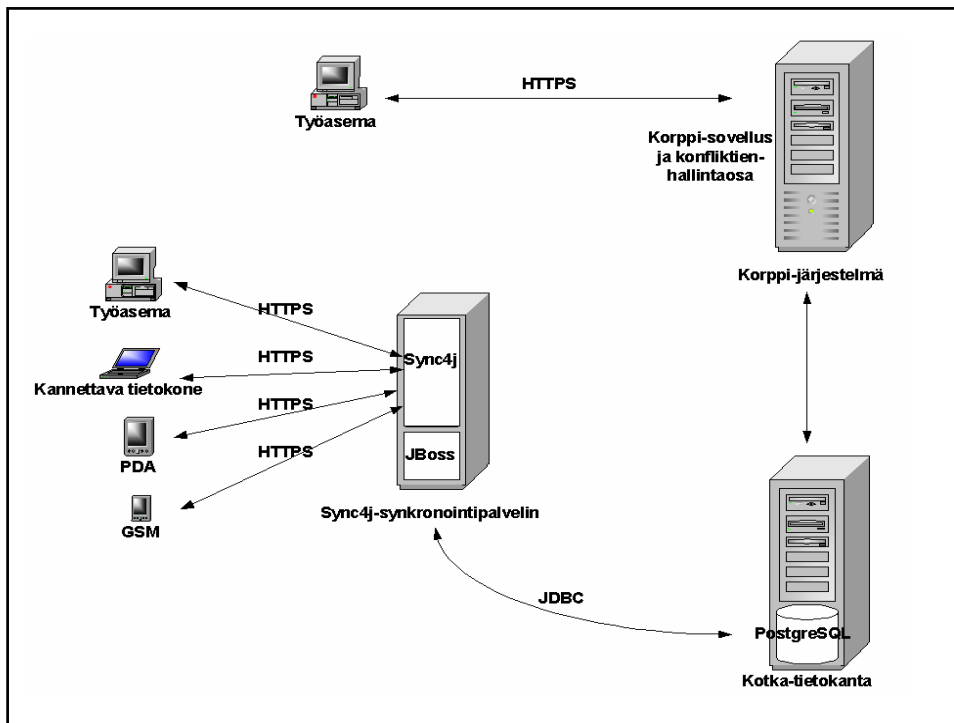 HTTPS
Työasema
Korppi-sovellus
ja konfliktien-
hallintaosa
Korppi-järjestelmä
Työasema
HTTPS
Sync4j
HTTPS
Kannettava tietokone
HTTPS
PDA
HTTPS
JBoss
GSM
Sync4j-synkronointipalvelin
JDBC
PostgreSQL
Kotka-tietokanta